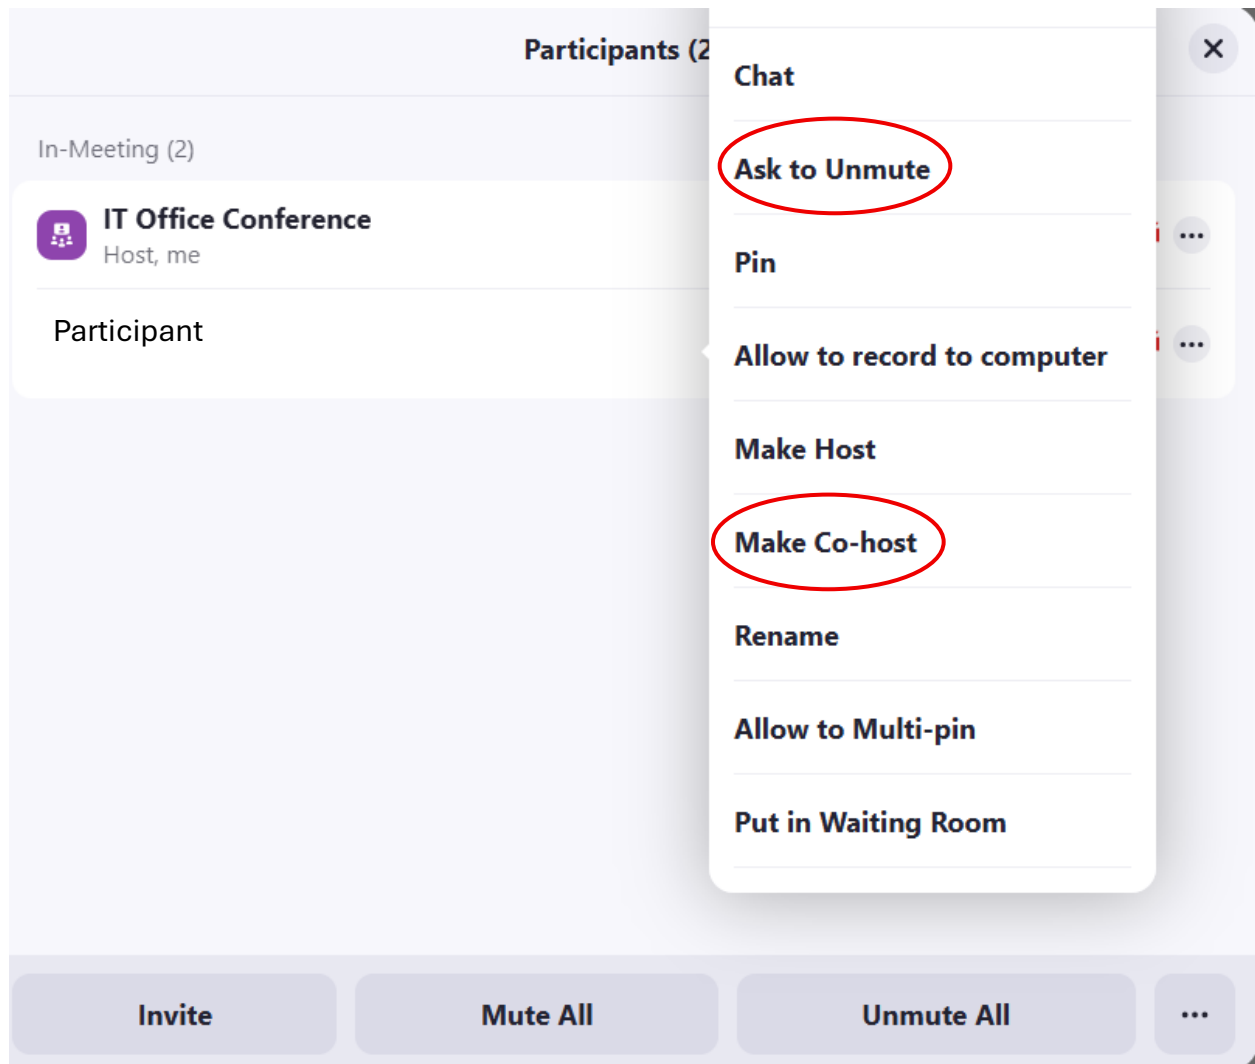 Participants (2
In-Meeting (2)
IT Office Conference
Host, me
Participant
Chat
Ask to Unmute
Pin
Allow to record to computer
Make Host
Make Co-host
Rename
Allow to Multi-pin
Put in Waiting Room
Invite
Mute All
Unmute All